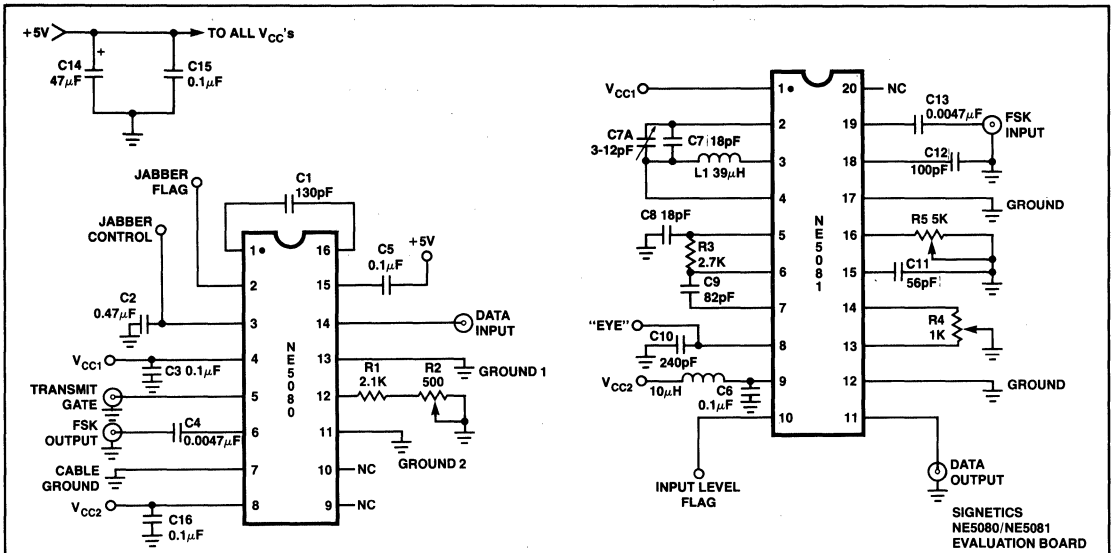 +5V
TO ALL VCC's
C14
47μF
+
C15
0.1μF
JABBER
FLAG
JABBER
CONTROL
C1
130pF
C5
0.1μF
+5V
C2
0.47μF
VCC1
C3 0.1μF
TRANSMIT
GATE
FSK
OUTPUT
C4
0.0047μF
CABLE
GROUND
VCC2
C16
0.1μF
1
2
3
4
5
6
7
8
NE5080
16
15
14
13
12
11
10
9
DATA
INPUT
GROUND 1
R1
2.1K
R2
500
GROUND 2
NC
NC
VCC1
C7A
3-12pF
C7 18pF
L1 39μH
C8 18pF
R3
2.7K
C9
82pF
"EYE"
C10
240pF
VCC2
10μH
C6
0.1μF
INPUT LEVEL
FLAG
1
2
3
4
5
6
7
8
9
10
NE5081
20
19
18
17
16
15
14
13
12
11
NC
C13
0.0047μF
FSK
INPUT
C12
100pF
GROUND
R5 5K
C11
56pF
R4
1K
GROUND
DATA
OUTPUT
SIGNETICS
NE5080/NE5081
EVALUATION BOARD